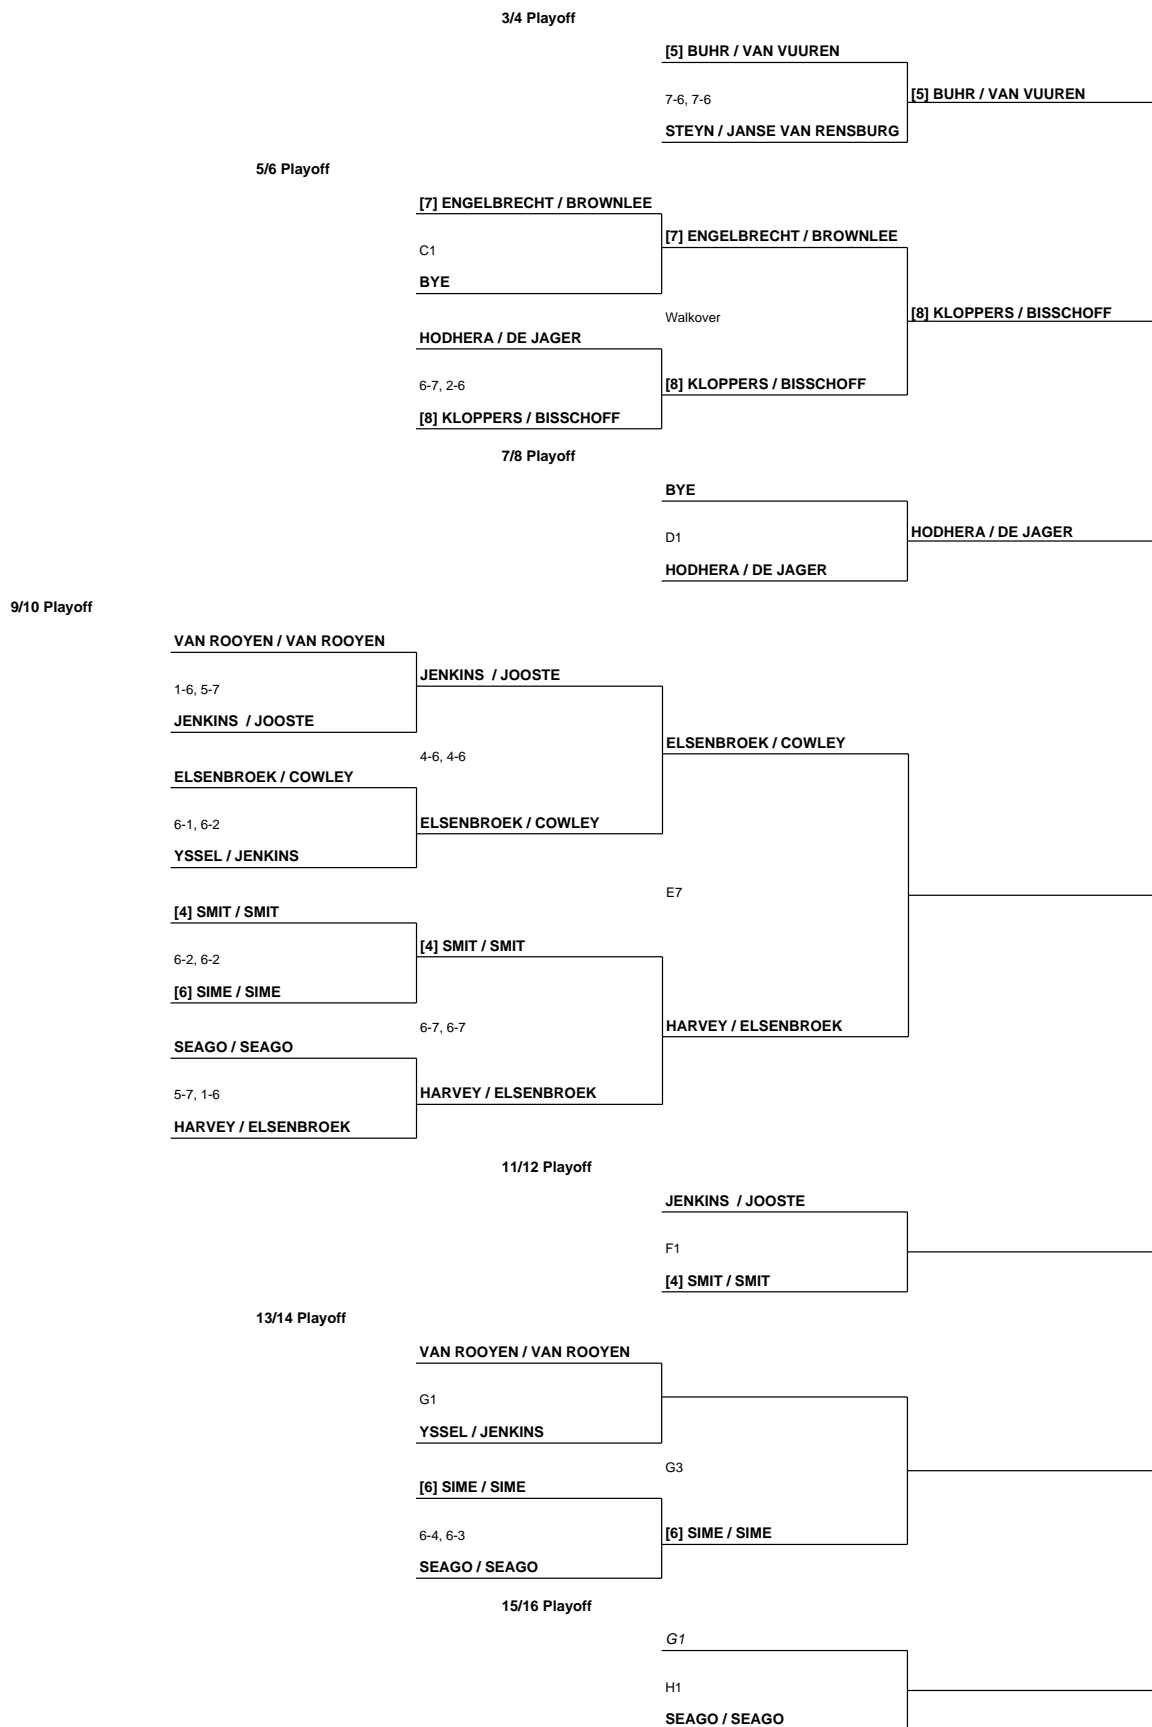 3/4 Playoff
[5] BUHR / VAN VUUREN
7-6, 7-6
[5] BUHR / VAN VUUREN
STEYN / JANSE VAN RENSBURG
5/6 Playoff
[7] ENGELBRECHT / BROWNLEE
C1
[7] ENGELBRECHT / BROWNLEE
BYE
Walkover
[8] KLOPPERS / BISSCHOFF
HODHERA / DE JAGER
6-7, 2-6
[8] KLOPPERS / BISSCHOFF
[8] KLOPPERS / BISSCHOFF
7/8 Playoff
BYE
D1
HODHERA / DE JAGER
HODHERA / DE JAGER
9/10 Playoff
VAN ROOYEN / VAN ROOYEN
1-6, 5-7
JENKINS / JOOSTE
JENKINS / JOOSTE
4-6, 4-6
ELSENBROEK / COWLEY
ELSENBROEK / COWLEY
6-1, 6-2
ELSENBROEK / COWLEY
YSSEL / JENKINS
E7
[4] SMIT / SMIT
6-2, 6-2
[4] SMIT / SMIT
[6] SIME / SIME
6-7, 6-7
HARVEY / ELSENBROEK
SEAGO / SEAGO
5-7, 1-6
HARVEY / ELSENBROEK
HARVEY / ELSENBROEK
11/12 Playoff
JENKINS / JOOSTE
F1
[4] SMIT / SMIT
13/14 Playoff
VAN ROOYEN / VAN ROOYEN
G1
YSSEL / JENKINS
G3
[6] SIME / SIME
6-4, 6-3
[6] SIME / SIME
SEAGO / SEAGO
15/16 Playoff
G1
H1
SEAGO / SEAGO